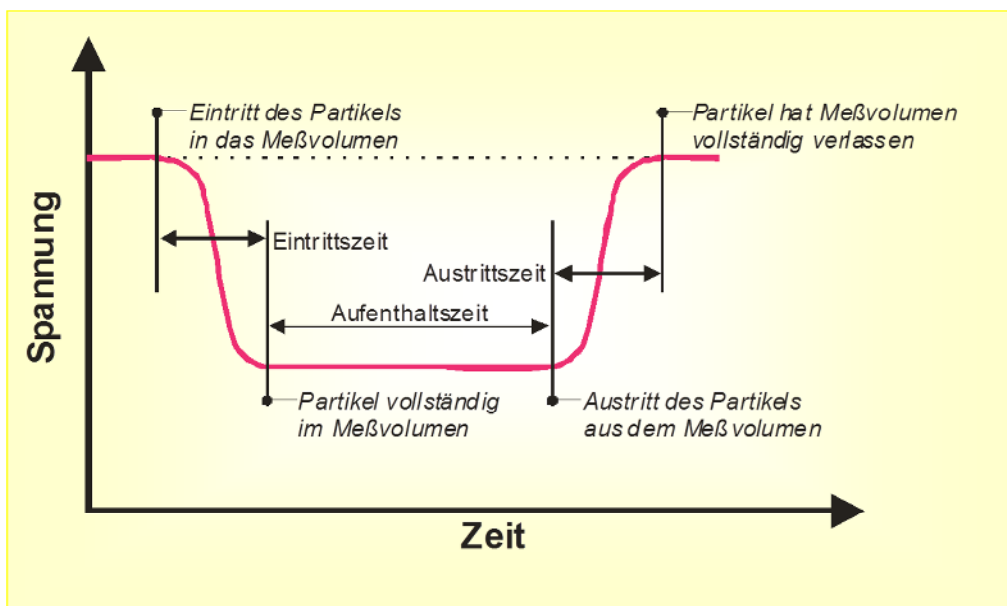 Eintritt des Partikels
in das Meßvolumen
Partikel hat Meßvolumen
vollständig verlassen
Spannung
Eintrittszeit
Austrittszeit
Aufenthaltszeit
Partikel vollständig
im Meßvolumen
Austritt des Partikels
aus dem Meßvolumen
Zeit